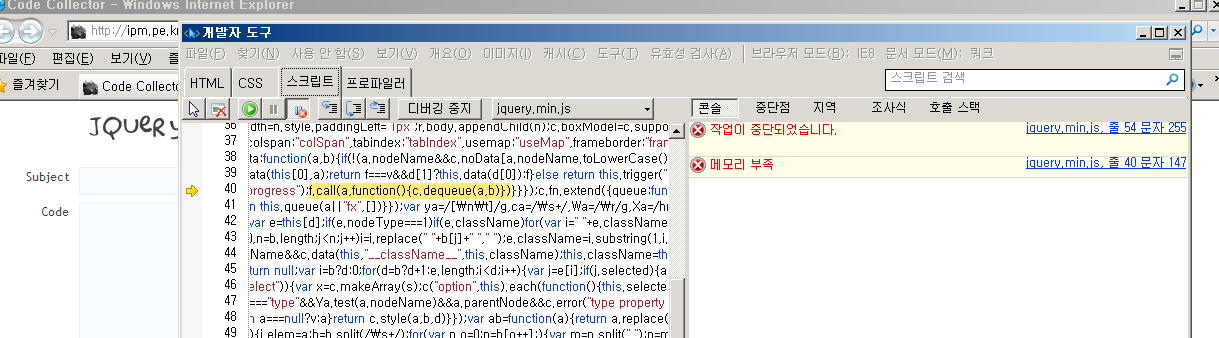 Code Collector - Windows Internet Explorer
http://ipm.pe.kr
파일(F) 편집(E) 보기(V) 즐
즐겨찾기 Code Collector
JQuery
Subject
Code
개발자 도구
파일(F) 찾기(N) 사용 안 함(S) 보기(V) 개요(O) 이미지(I) 캐시(C) 도구(T) 유효성 검사(A) 브라우저 모드(B): IE8 문서 모드(M): 쿼크
HTML CSS 스크립트 프로파일러 스크립트 검색
디버깅 중지 jquery.min.js 콘솔 중단점 지역 조사식 호출 스택
36 dth=n.style.paddingLeft="1px";r.body.appendChild(n);c.boxModel=c.suppo
37 colspan:"colSpan",tabindex:"tabIndex",usemap:"useMap",frameborder:"frar
38 ta:function(a,b){if(!(a.nodeName&&c.noData[a.nodeName.toLowerCase()
39 ata(this[0],a);return f===v&&d[1]?this.data(d[0]):f}else return this.trigger("
40 progress");f.call(a,function(){c.dequeue(a,b)})}}});c.fn.extend({queue:fun
41 n this.queue(a||"fx",[])}});var ya=/[₩n₩t]/g,ca=/₩s+/,Wa=/₩r/g,Xa=/hr
42 var e=this[d];if(e.nodeType===1)if(e.className)for(var i=" "+e.className
43 ),n=b.length;j<n;j++)i=i.replace(" "+b[j]+" "," ");e.className=i.substring(1,i.
44 Name&&c.data(this,"__className__",this.className);this.className=th
45 turn null;var i=b?d:0;for(d=b?d+1:e.length;i<d;i++){var j=e[i];if(j.selected){a
46 elect")){var x=c.makeArray(s);c("option",this).each(function(){this.selecte
47 ==="type"&&Ya.test(a.nodeName)&&a.parentNode&&c.error("type property
48 n a===null?v:a}return c.style(a,b,d)}});var ab=function(a){return a.replace(
49 ){j.elem=a;b=b.split(/₩s+/);for(var n,o=0;n=b[o++];){var m=n.split(".");n=m
작업이 중단되었습니다. jquery.min.js, 줄 54 문자 255
메모리 부족 jquery.min.js, 줄 40 문자 147